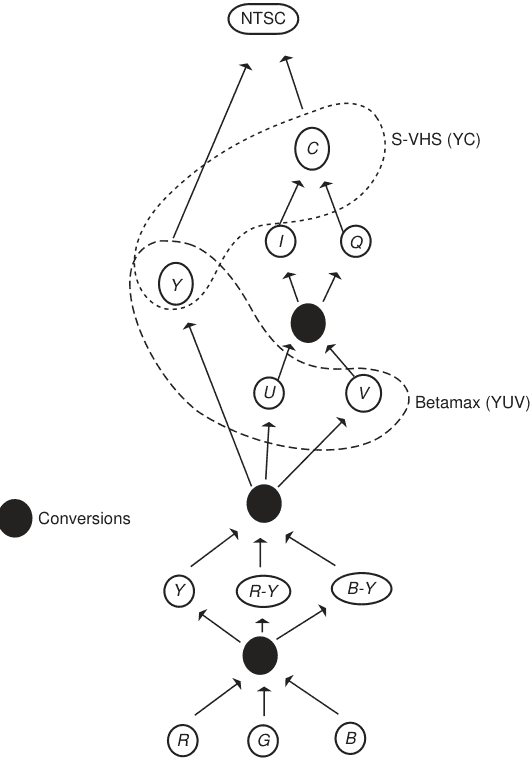 NTSC
S-VHS (YC)
C
I
Q
Y
U
V
Betamax (YUV)
Conversions
Y
R-Y
B-Y
R
G
B